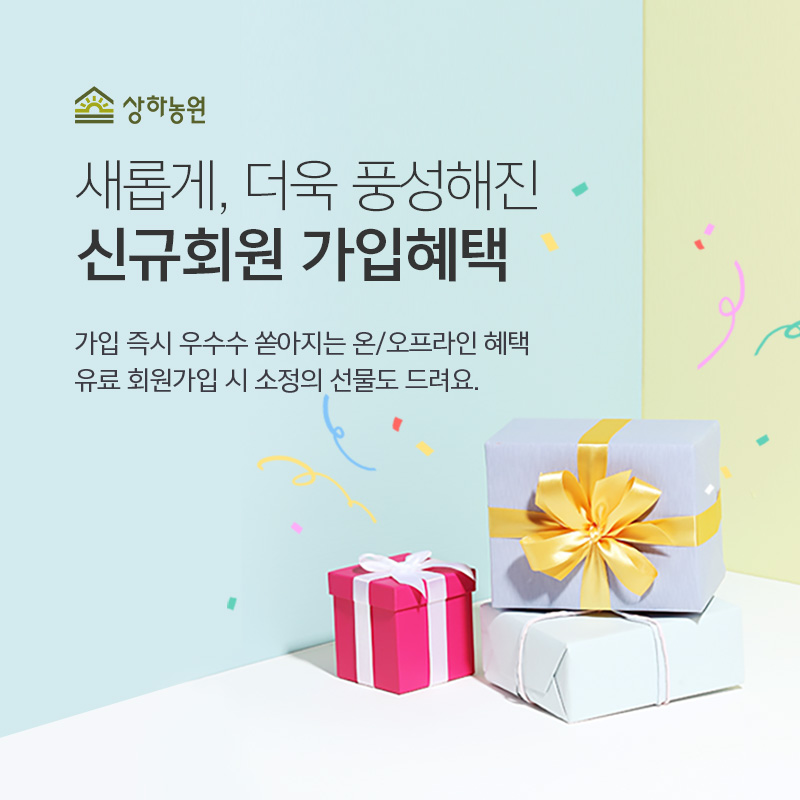 상하농원
새롭게, 더욱 풍성해진
신규회원 가입혜택
가입 즉시 우수수 쏟아지는 온/오프라인 혜택
유료 회원가입 시 소정의 선물도 드려요.